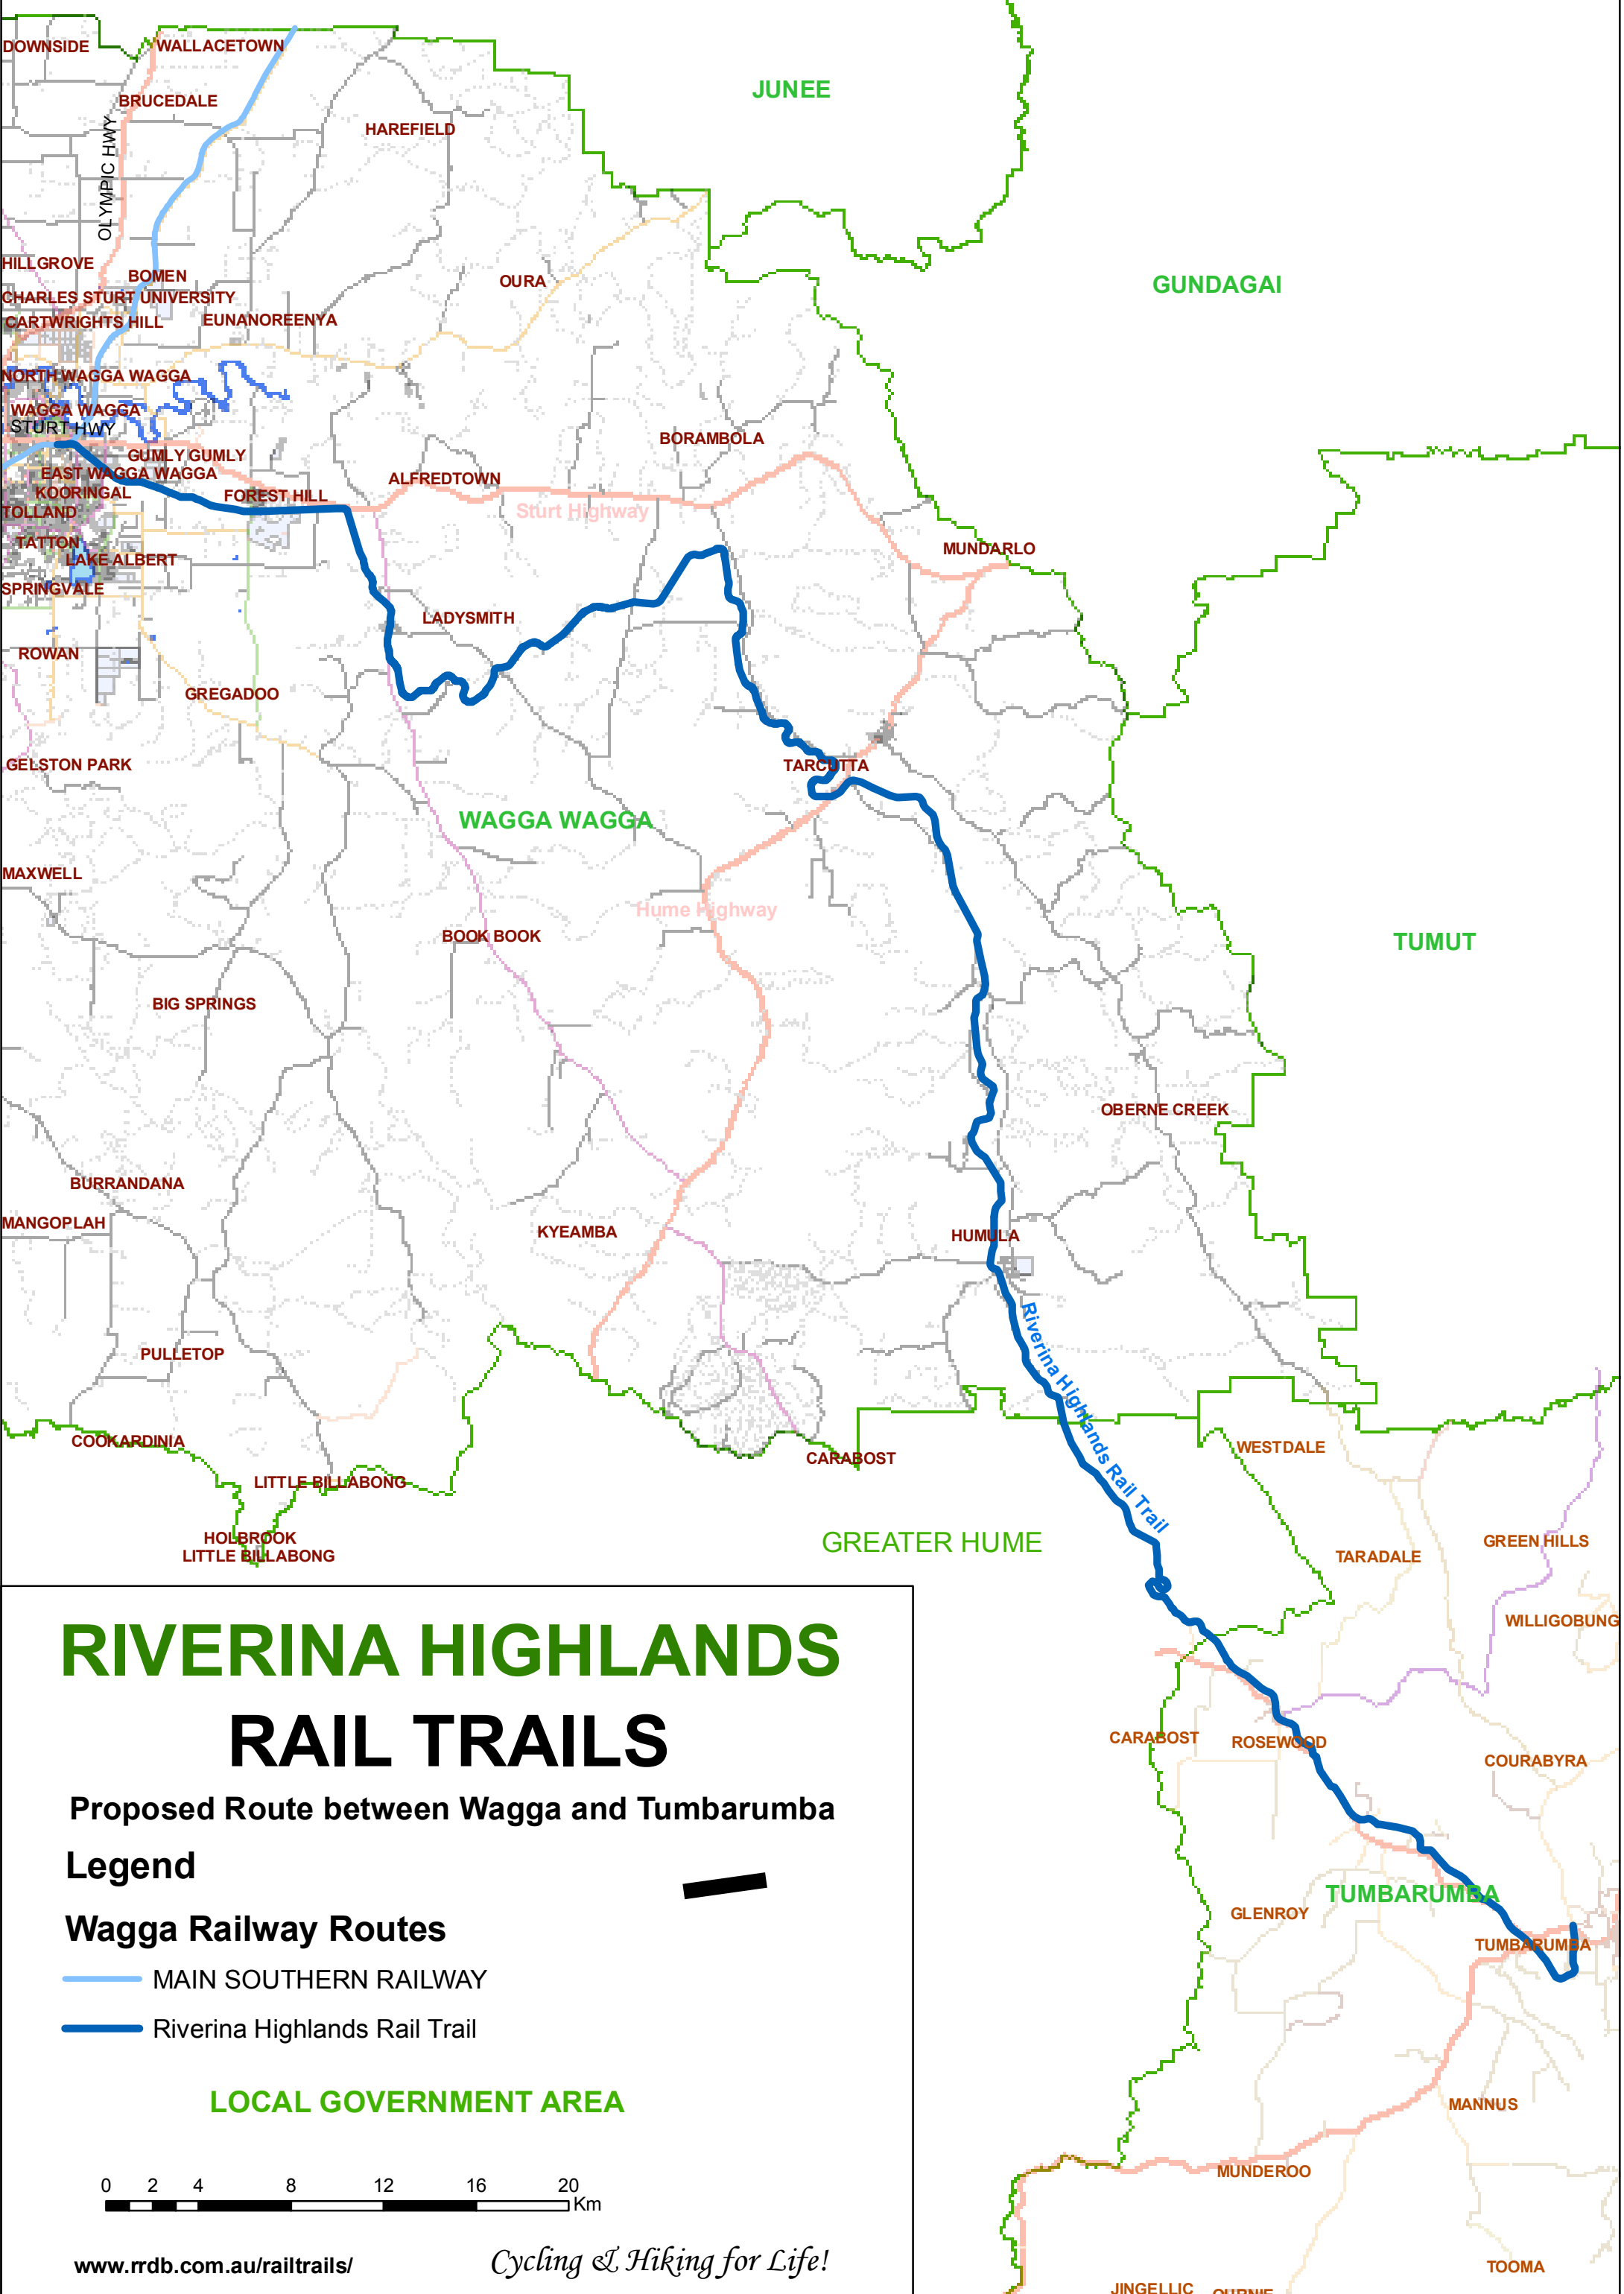 DOWNSIDE
WALLACETOWN
JUNEE
BRUCEDALE
HAREFIELD
OLYMPIC HWY
HILLGROVE
BOMEN
OURA
GUNDAGAI
CHARLES STURT UNIVERSITY
CARTWRIGHTS HILL
EUNANOREENYA
NORTH WAGGA WAGGA
WAGGA WAGGA
STURT HWY
BORAMBOLA
GUMLY GUMLY
EAST WAGGA WAGGA
ALFREDTOWN
KOORINGAL
FOREST HILL
TOLLAND
Sturt Highway
TATTON
MUNDARLO
LAKE ALBERT
SPRINGVALE
LADYSMITH
ROWAN
GREGADOO
GELSTON PARK
TARCUTTA
WAGGA WAGGA
MAXWELL
Hume Highway
BOOK BOOK
TUMUT
BIG SPRINGS
OBERNE CREEK
BURRANDANA
MANGOPLAH
KYEAMBA
HUMULA
Riverina Highlands Rail Trail
PULLETOP
COOKARDINIA
CARABOST
WESTDALE
LITTLE BILLABONG
HOLBROOK
LITTLE BILLABONG
GREATER HUME
TARADALE
GREEN HILLS
WILLIGOBUNG
CARABOST
ROSEWOOD
COURABYRA
TUMBARUMBA
GLENROY
TUMBARUMBA
MANNUS
MUNDEROO
TOOMA
JINGELLIC
OURNIE
RIVERINA HIGHLANDS
RAIL TRAILS
Proposed Route between Wagga and Tumbarumba
Legend
Wagga Railway Routes
MAIN SOUTHERN RAILWAY
Riverina Highlands Rail Trail
LOCAL GOVERNMENT AREA
0 2 4 8 12 16 20
Km
www.rrdb.com.au/railtrails/
Cycling & Hiking for Life!